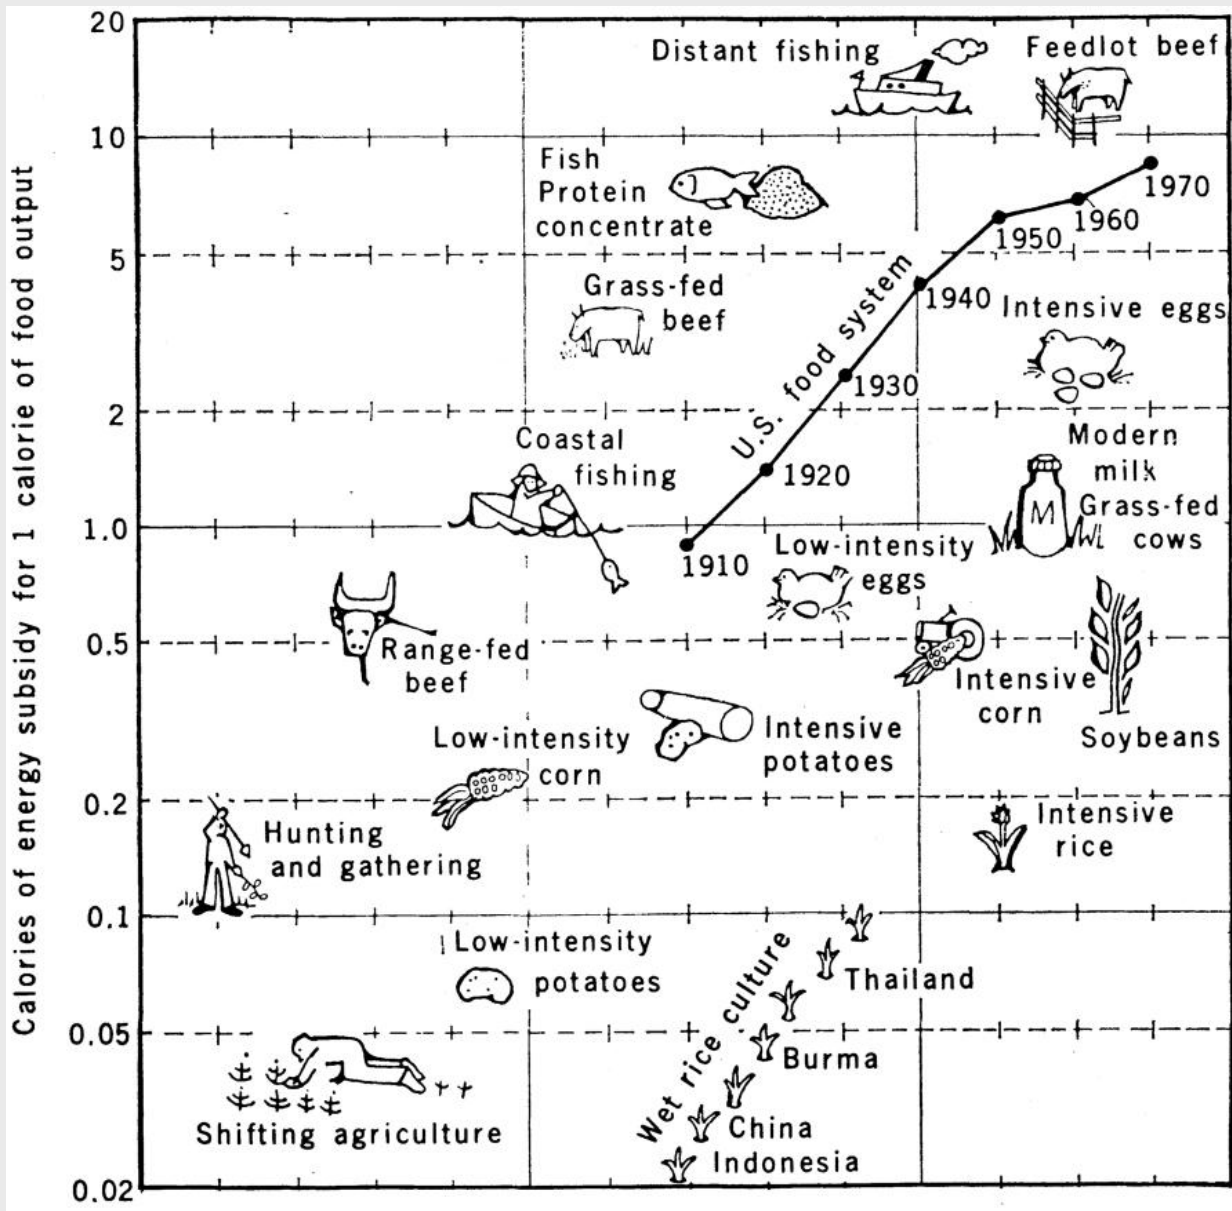 Calories of energy subsidy for 1 calorie of food output
20
10
5
2
1.0
0.5
0.2
0.1
0.05
0.02
Distant fishing
Feedlot beef
Fish
Protein
concentrate
Grass-fed
beef
U.S. food system
1910
1920
1930
1940
1950
1960
1970
Intensive eggs
Coastal
fishing
Modern
milk
Grass-fed
cows
M
Low-intensity
eggs
Range-fed
beef
Intensive
corn
Soybeans
Low-intensity
corn
Intensive
potatoes
Hunting
and gathering
Intensive
rice
Low-intensity
potatoes
Wet rice culture
Thailand
Burma
China
Indonesia
Shifting agriculture